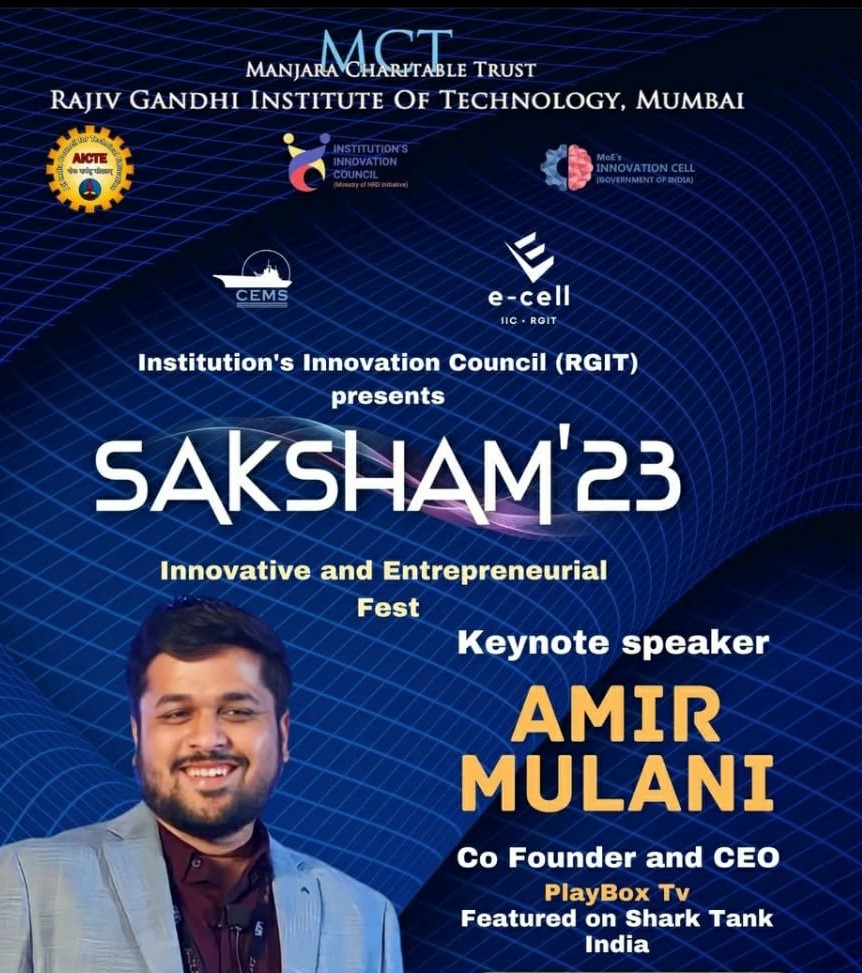 MCT
MANJARA CHARITABLE TRUST
RAJIV GANDHI INSTITUTE OF TECHNOLOGY, MUMBAI
AICTE
INSTITUTION'S
INNOVATION
COUNCIL
(Ministry of HRD Initiative)
MoE's
INNOVATION CELL
(GOVERNMENT OF INDIA)
CEMS
e-cell
IIC • RGIT
Institution's Innovation Council (RGIT)
presents
SAKSHAM'23
Innovative and Entrepreneurial
Fest
Keynote speaker
AMIR
MULANI
Co Founder and CEO
PlayBox Tv
Featured on Shark Tank
India